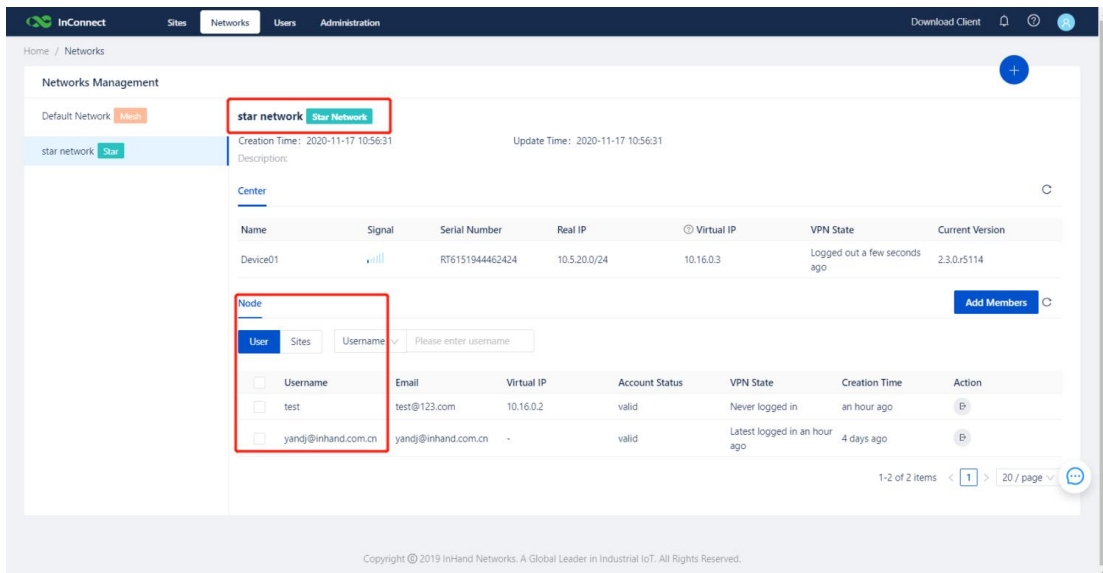 InConnect Sites Networks Users Administration Download Client
Home / Networks
Networks Management
Default Network Mesh
star network Star
star network Star Network
Creation Time: 2020-11-17 10:56:31 Update Time: 2020-11-17 10:56:31
Description:
Center
Name Signal Serial Number Real IP Virtual IP VPN State Current Version
Device01 RT6151944462424 10.5.20.0/24 10.16.0.3 Logged out a few seconds ago 2.3.0.r5114
Node Add Members
User Sites Username Please enter username
Username Email Virtual IP Account Status VPN State Creation Time Action
test test@123.com 10.16.0.2 valid Never logged in an hour ago
yandj@inhand.com.cn yandj@inhand.com.cn - valid Latest logged in an hour ago 4 days ago
1-2 of 2 items < 1 > 20 / page
Copyright © 2019 InHand Networks. A Global Leader in Industrial IoT. All Rights Reserved.